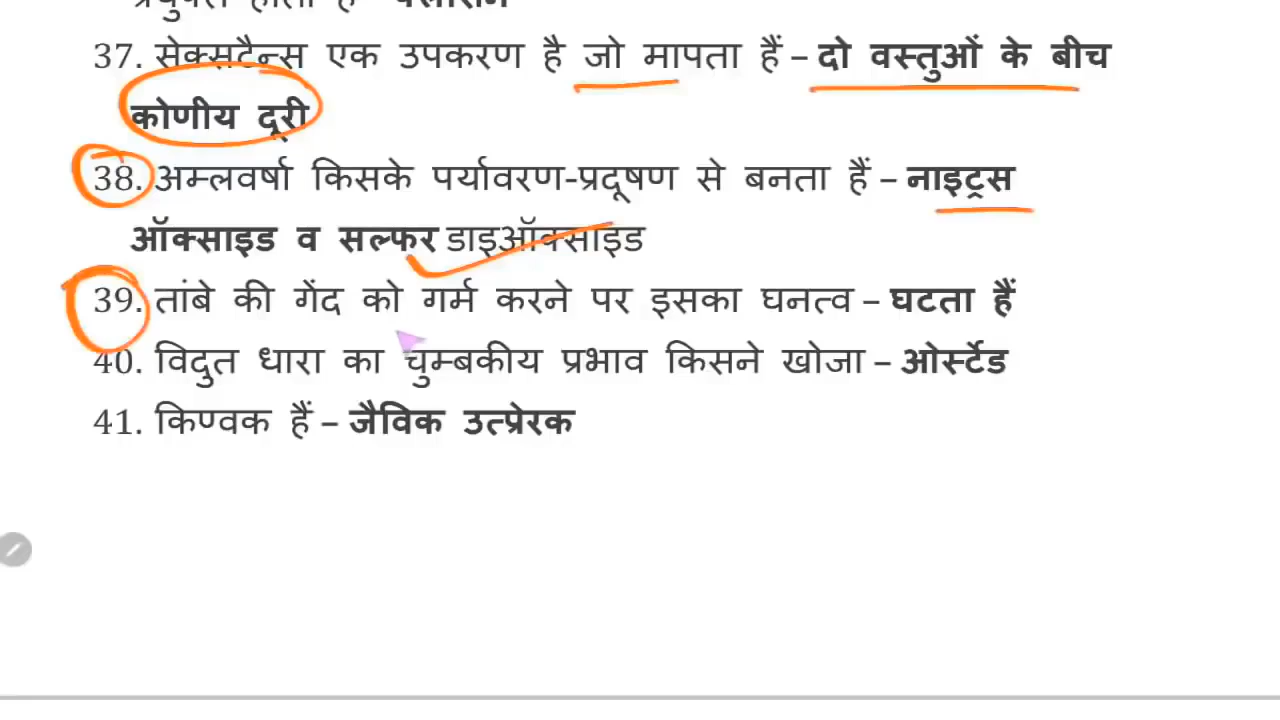 37. सेक्सटैन्स एक उपकरण है जो मापता हैं – दो वस्तुओं के बीच
कोणीय दूरी
38. अम्लवर्षा किसके पर्यावरण-प्रदूषण से बनता हैं – नाइट्रस
ऑक्साइड व सल्फर डाइऑक्साइड
39. तांबे की गेंद को गर्म करने पर इसका घनत्व – घटता हैं
40. विदुत धारा का चुम्बकीय प्रभाव किसने खोजा – ओर्स्टेड
41. किण्वक हैं – जैविक उत्प्रेरक